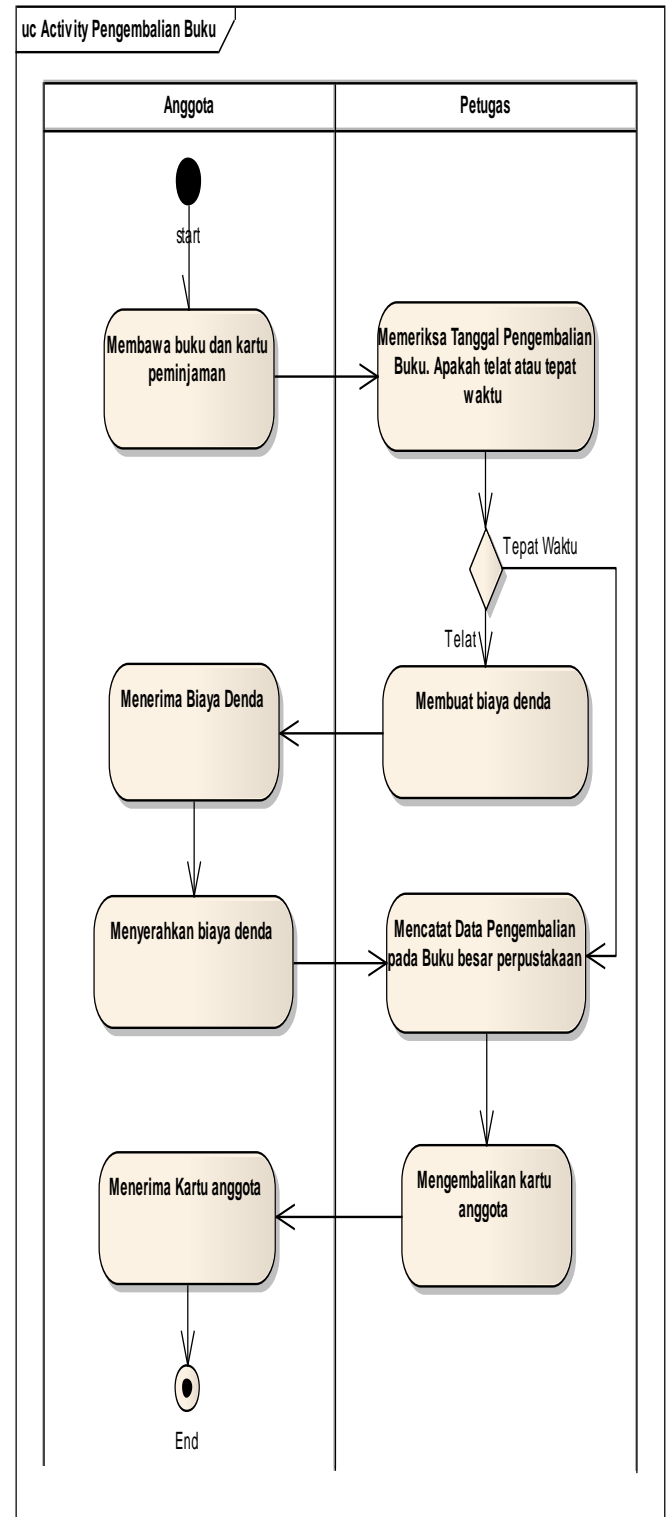 uc Activity Pengembalian Buku
Anggota
Petugas
start
Membawa buku dan kartu
peminjaman
Memeriksa Tanggal Pengembalian
Buku. Apakah telat atau tepat
waktu
Tepat Waktu
Telat
Menerima Biaya Denda
Membuat biaya denda
Menyerahkan biaya denda
Mencatat Data Pengembalian
pada Buku besar perpustakaan
Menerima Kartu anggota
Mengembalikan kartu
anggota
End